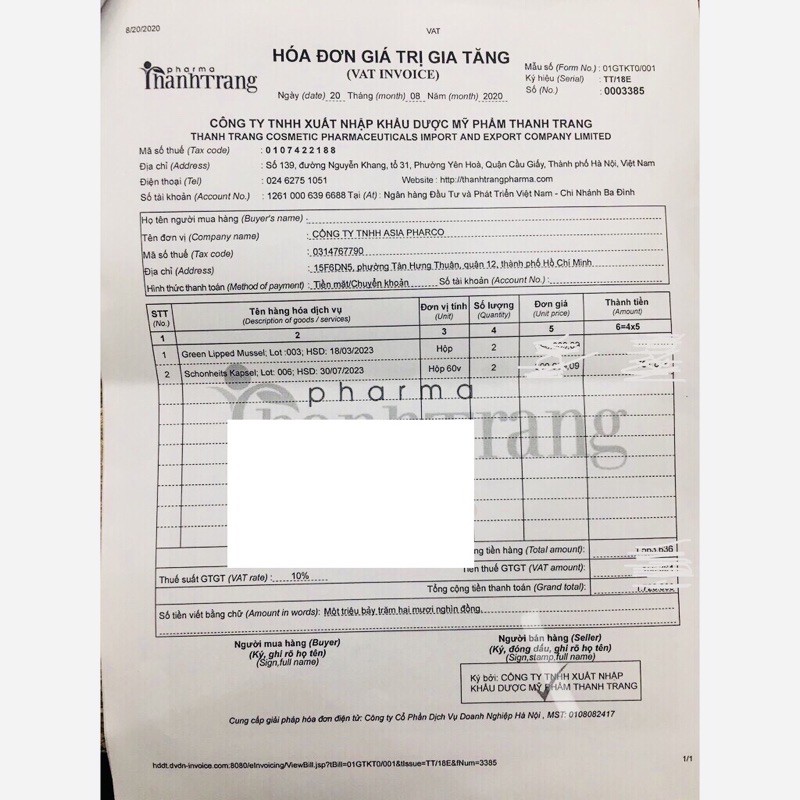 8/20/2020
VAT
pharma
ThanhTrang
HÓA ĐƠN GIÁ TRỊ GIA TĂNG
(VAT INVOICE)
Ngày (date) 20 Tháng (month) 08 Năm (month) 2020
Mẫu số (Form No.) : 01GTKT0/001
Ký hiệu (Serial) : TT/18E
Số (No.) : 0003385
CÔNG TY TNHH XUẤT NHẬP KHẨU DƯỢC MỸ PHẨM THANH TRANG
THANH TRANG COSMETIC PHARMACEUTICALS IMPORT AND EXPORT COMPANY LIMITED
Mã số thuế (Tax code) : 0107422188
Địa chỉ (Address) : Số 139, đường Nguyễn Khang, tổ 31, Phường Yên Hoà, Quận Cầu Giấy, Thành phố Hà Nội, Việt Nam
Điện thoại (Tel) : 024 6275 1051 Website : http://thanhtrangpharma.com
Số tài khoản (Account No.) : 1261 000 639 6688 Tại (At) : Ngân hàng Đầu Tư và Phát Triển Việt Nam - Chi Nhánh Ba Đình
Họ tên người mua hàng (Buyer's name) :
Tên đơn vị (Company name) : CÔNG TY TNHH ASIA PHARCO
Mã số thuế (Tax code) : 0314767790
Địa chỉ (Address) : 15F6DN5, phường Tân Hưng Thuận, quận 12, thành phố Hồ Chí Minh
Hình thức thanh toán (Method of payment) : Tiền mặt/Chuyển khoản Số tài khoản (Account No.) :
STT (No.) Tên hàng hóa dịch vụ (Description of goods / services) Đơn vị tính (Unit) Số lượng (Quantity) Đơn giá (Unit price) Thành tiền (Amount)
1 2 3 4 5 6=4x5
1 Green Lipped Mussel; Lot :003; HSD: 18/03/2023 Hộp 2
2 Schonheits Kapsel; Lot: 006; HSD: 30/07/2023 Hộp 60v 2
pharma
ThanhTrang
tiền hàng (Total amount):
Thuế suất GTGT (VAT rate) : 10% Tiền thuế GTGT (VAT amount):
Tổng cộng tiền thanh toán (Grand total):
Số tiền viết bằng chữ (Amount in words): Một triệu bảy trăm hai mươi nghìn đồng.
Người mua hàng (Buyer) Người bán hàng (Seller)
(Ký, ghi rõ họ tên) (Ký, đóng dấu, ghi rõ họ tên)
(Sign,full name) (Sign,stamp,full name)
Ký bởi: CÔNG TY TNHH XUẤT NHẬP
KHẨU DƯỢC MỸ PHẨM THANH TRANG
Cung cấp giải pháp hóa đơn điện tử: Công ty Cổ Phần Dịch Vụ Doanh Nghiệp Hà Nội , MST: 0108082417
hddt.dvdn-invoice.com:8080/eInvoicing/ViewBill.jsp?tBill=01GTKT0/001&tIssue=TT/18E&fNum=3385
1/1